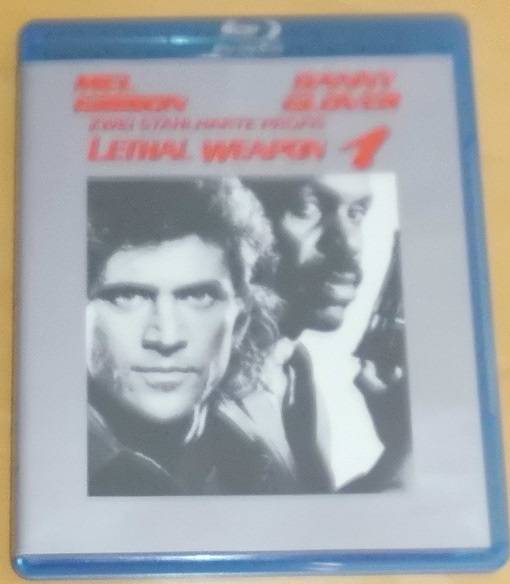 MEL
GIBSON
DANNY
GLOVER
ZWEI STAHLHARTE PROFIS
LETHAL WEAPON 1